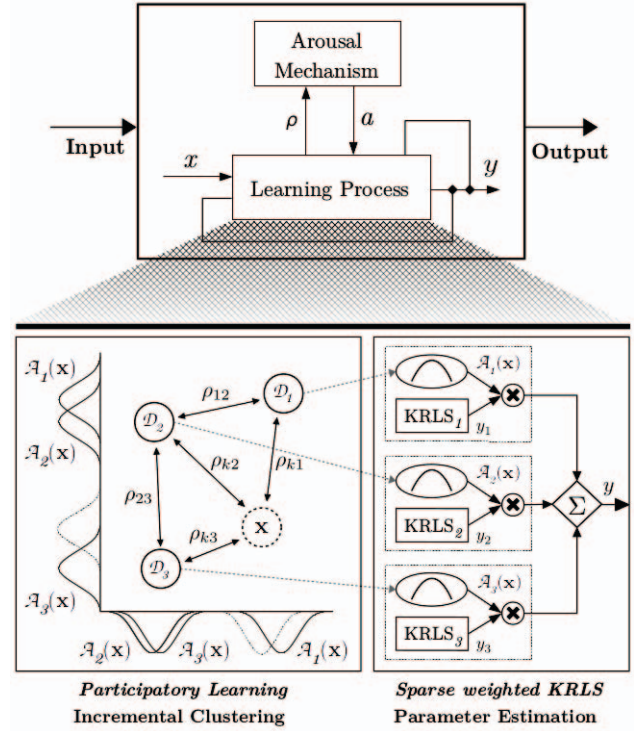 Arousal
Mechanism
ρ
a
Input
x
Learning Process
y
Output
𝒜₁(x)
𝒜₂(x)
𝒜₃(x)
ρ₁₂
𝒟₁
𝒟₂
ρₖ₂
ρₖ₁
ρ₂₃
x
ρₖ₃
𝒟₃
𝒜₂(x)
𝒜₃(x)
𝒜₁(x)
𝒜₁(x)
KRLS₁
y₁
𝒜₂(x)
KRLS₂
y₂
Σ
y
𝒜₃(x)
KRLS₃
y₃
Participatory Learning
Incremental Clustering
Sparse weighted KRLS
Parameter Estimation